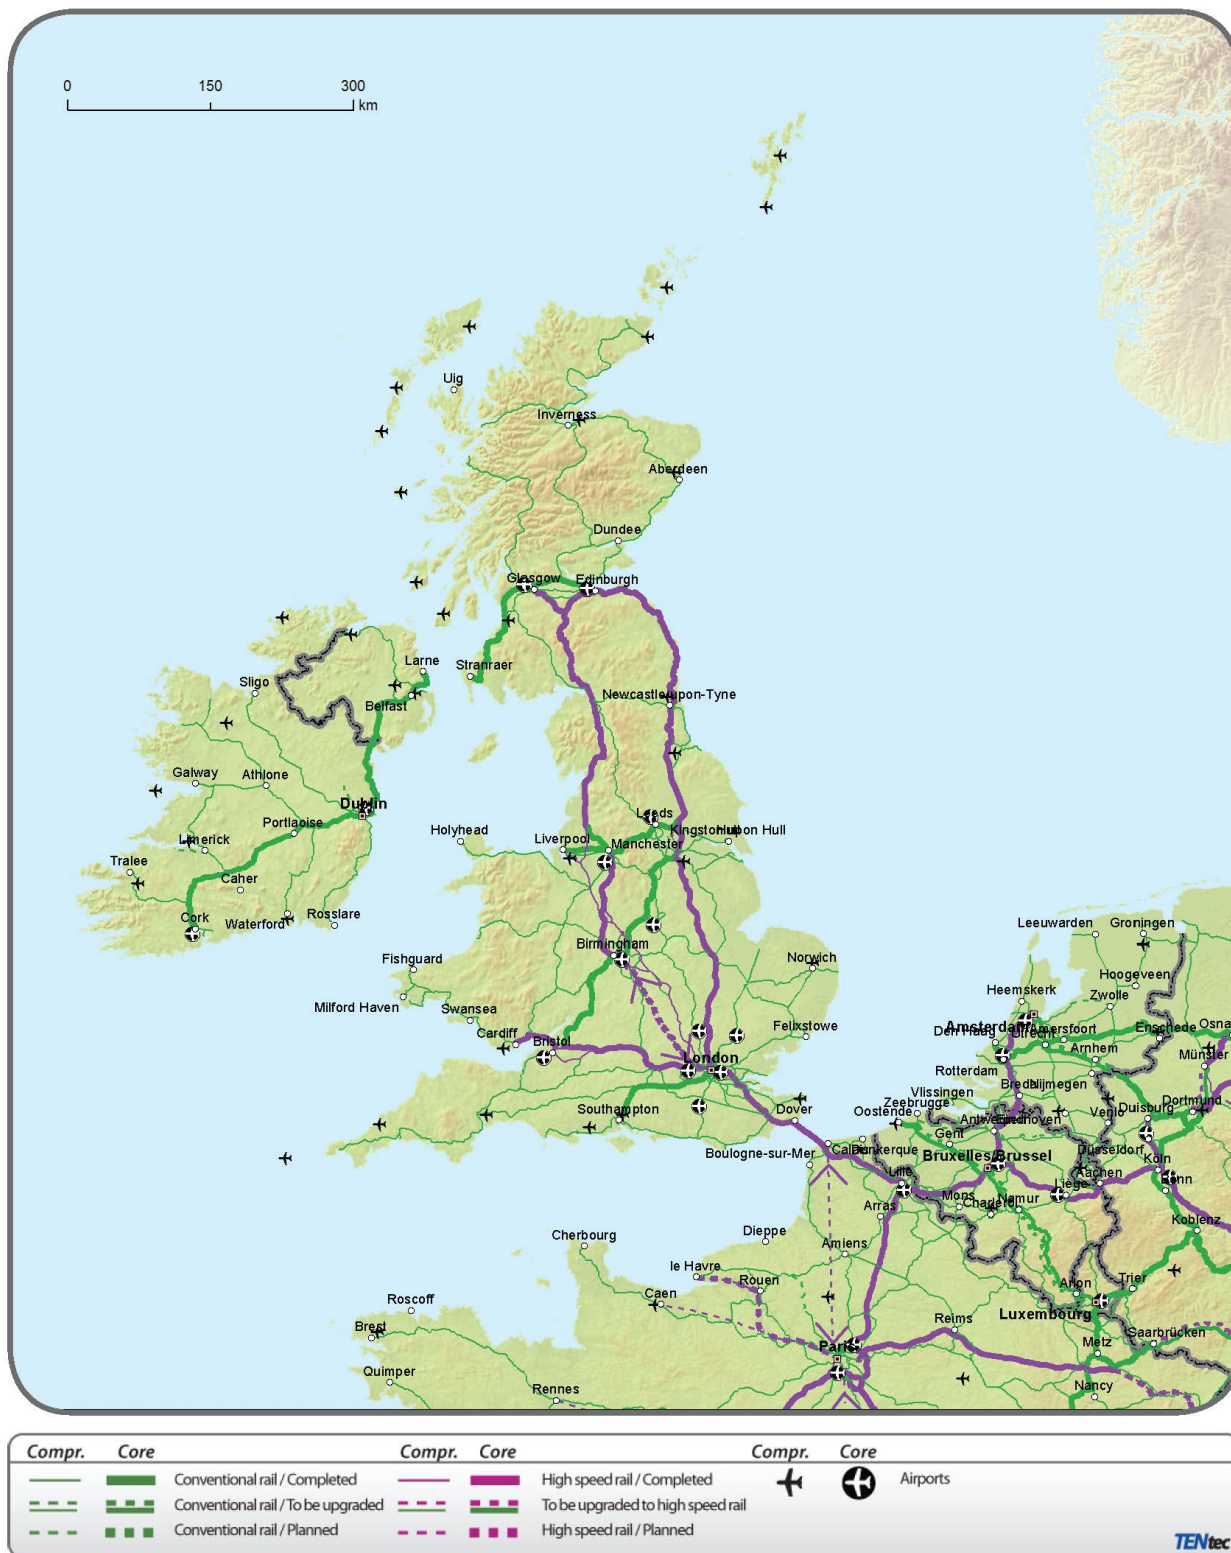 0 150 300
km
Uig
Inverness
Aberdeen
Dundee
Glasgow
Edinburgh
Larne
Stranraer
Sligo
Newcastle-upon-Tyne
Belfast
Galway
Athlone
Dublin
Portlaoise
Leeds
Kingston upon Hull
Holyhead
Liverpool
Manchester
Limerick
Tralee
Caher
Cork
Waterford
Rosslare
Leeuwarden
Groningen
Birmingham
Fishguard
Norwich
Hoogeveen
Milford Haven
Heemskerk
Zwolle
Swansea
Felixstowe
Cardiff
Bristol
Amsterdam
Amersfoort
Den Haag
Utrecht
Enschede
Osna
London
Arnhem
Münster
Rotterdam
Breda
Nijmegen
Vlissingen
Zeebrugge
Southampton
Dover
Oostende
Venlo
Duisburg
Dortmund
Antwerpen
Eindhoven
Gent
Boulogne-sur-Mer
Calais
Dunkerque
Bruxelles/Brussel
Düsseldorf
Köln
Lille
Aachen
Bonn
Mons
Namur
Liège
Charleroi
Arras
Koblenz
Cherbourg
Dieppe
Amiens
le Havre
Rouen
Caen
Arlon
Trier
Roscoff
Luxembourg
Brest
Reims
Paris
Saarbrücken
Metz
Quimper
Rennes
Nancy
Compr. Core Compr. Core Compr. Core
Conventional rail / Completed High speed rail / Completed Airports
Conventional rail / To be upgraded To be upgraded to high speed rail
Conventional rail / Planned High speed rail / Planned
TENtec